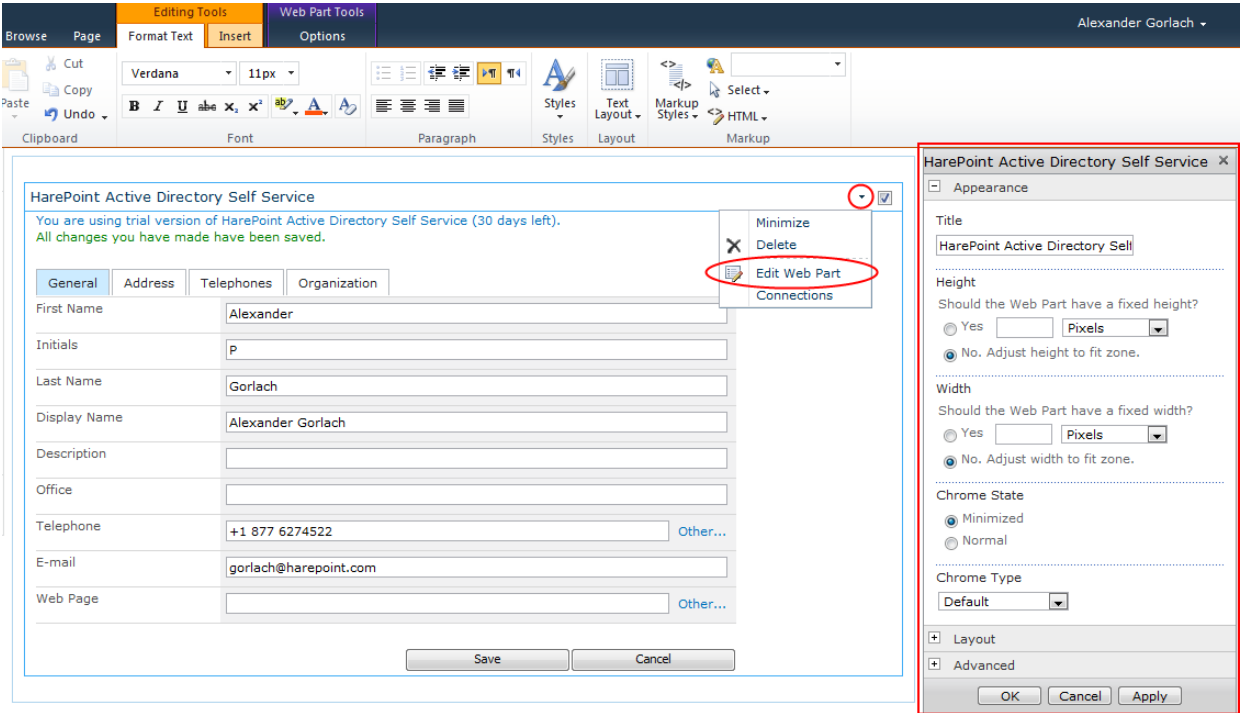 Editing Tools
Web Part Tools
Browse
Page
Format Text
Insert
Options
Alexander Gorlach
Cut
Copy
Undo
Paste
Clipboard
Verdana
11px
B I U abc X₂ X²
Font
Paragraph
Styles
Styles
Text
Layout
Layout
Markup
Styles
Select
HTML
Markup
HarePoint Active Directory Self Service
You are using trial version of HarePoint Active Directory Self Service (30 days left).
All changes you have made have been saved.
Minimize
Delete
Edit Web Part
Connections
General
Address
Telephones
Organization
First Name
Alexander
Initials
P
Last Name
Gorlach
Display Name
Alexander Gorlach
Description
Office
Telephone
+1 877 6274522
Other...
E-mail
gorlach@harepoint.com
Web Page
Other...
Save
Cancel
HarePoint Active Directory Self Service
Appearance
Title
HarePoint Active Directory Self
Height
Should the Web Part have a fixed height?
Yes
Pixels
No. Adjust height to fit zone.
Width
Should the Web Part have a fixed width?
Yes
Pixels
No. Adjust width to fit zone.
Chrome State
Minimized
Normal
Chrome Type
Default
Layout
Advanced
OK
Cancel
Apply